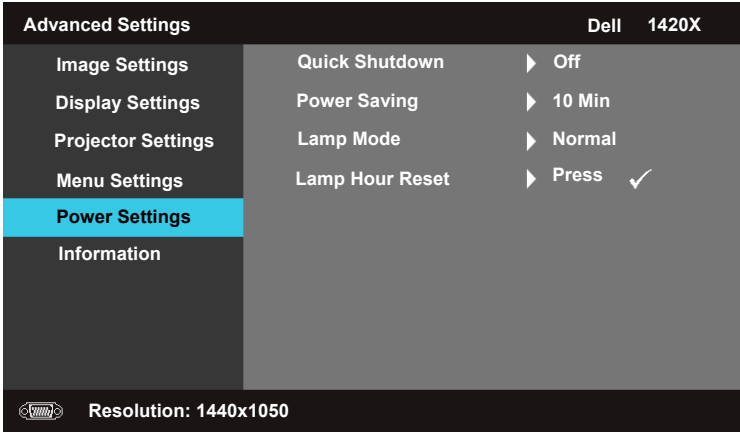 Advanced Settings Dell 1420X
Image Settings
Display Settings
Projector Settings
Menu Settings
Power Settings
Information
Quick Shutdown Off
Power Saving 10 Min
Lamp Mode Normal
Lamp Hour Reset Press
Resolution: 1440x1050